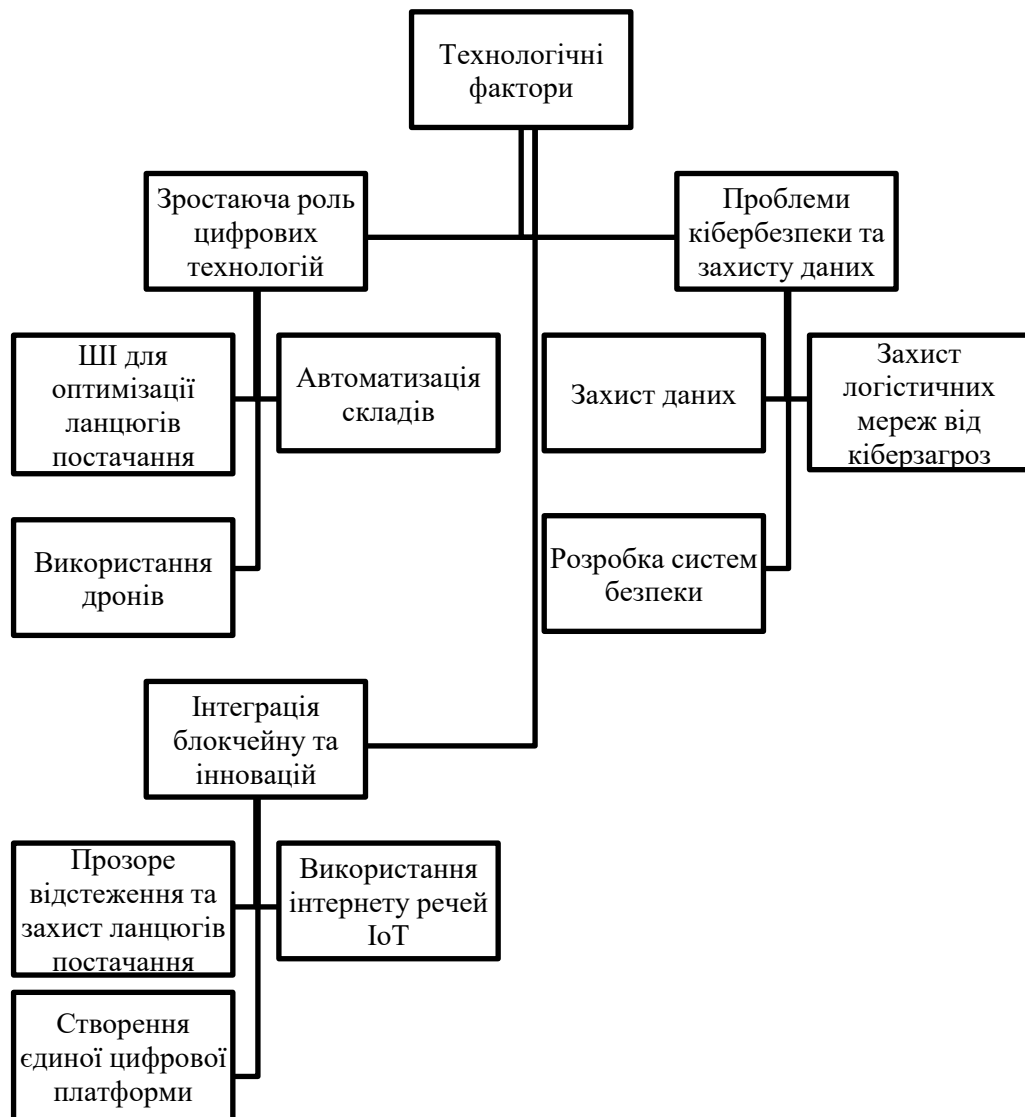 Технологічні
фактори
Зростаюча роль
цифрових
технологій
Проблеми
кібербезпеки та
захисту даних
ШІ для
оптимізації
ланцюгів
постачання
Автоматизація
складів
Захист даних
Захист
логістичних
мереж від
кіберзагроз
Використання
дронів
Розробка систем
безпеки
Інтеграція
блокчейну та
інновацій
Прозоре
відстеження та
захист ланцюгів
постачання
Використання
інтернету речей
IoT
Створення
єдиної цифрової
платформи